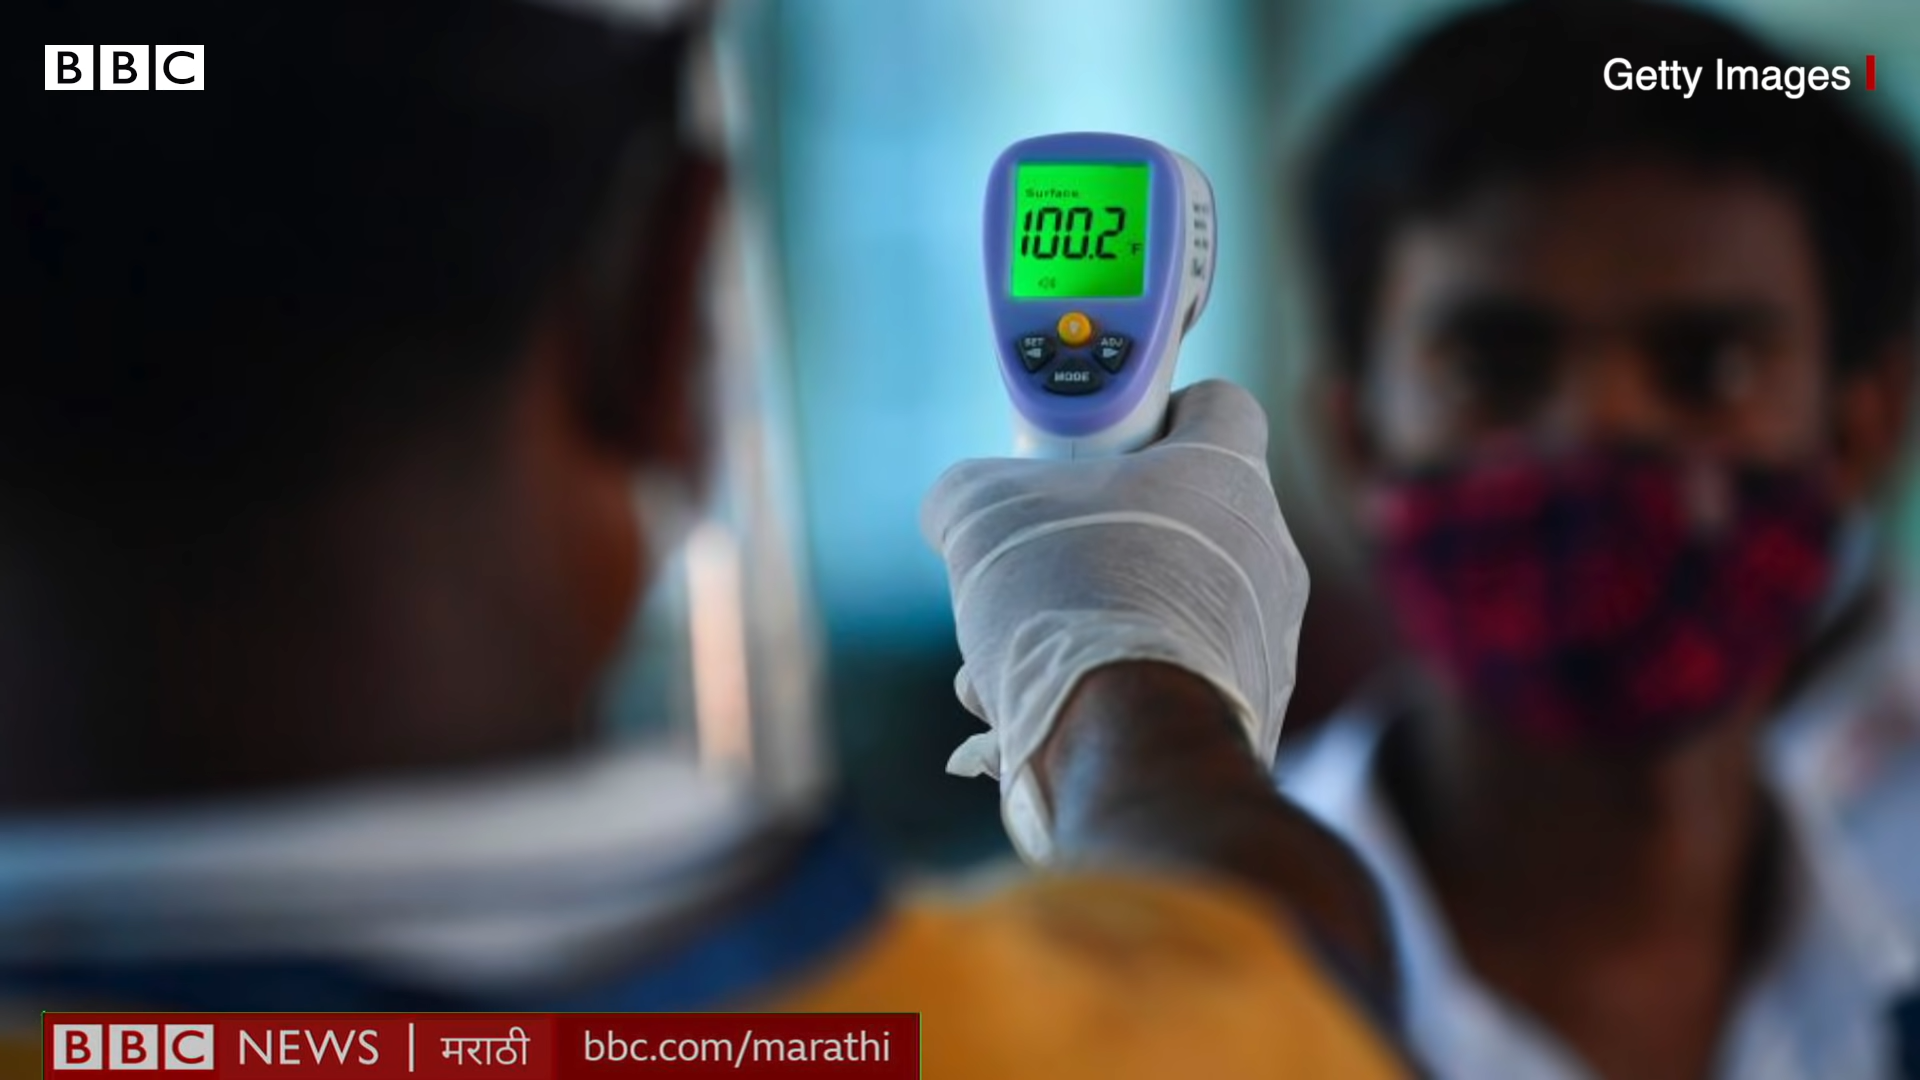 BBC
Getty Images
Surface
100.2 °F
SET
ADJ
MODE
BBC NEWS | मराठी bbc.com/marathi